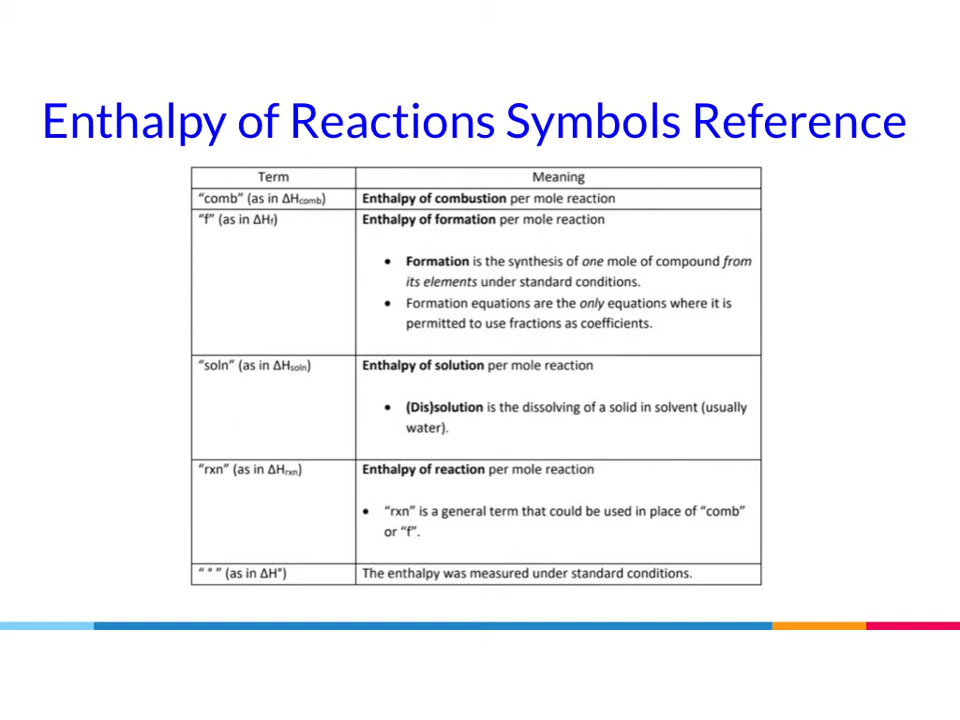 Enthalpy of Reactions Symbols Reference
Term
Meaning
“comb” (as in ΔHcomb)
Enthalpy of combustion per mole reaction
“f” (as in ΔHf)
Enthalpy of formation per mole reaction
• Formation is the synthesis of one mole of compound from
its elements under standard conditions.
• Formation equations are the only equations where it is
permitted to use fractions as coefficients.
“soln” (as in ΔHsoln)
Enthalpy of solution per mole reaction
• (Dis)solution is the dissolving of a solid in solvent (usually
water).
“rxn” (as in ΔHrxn)
Enthalpy of reaction per mole reaction
• “rxn” is a general term that could be used in place of “comb”
or “f”.
“ ° ” (as in ΔH°)
The enthalpy was measured under standard conditions.